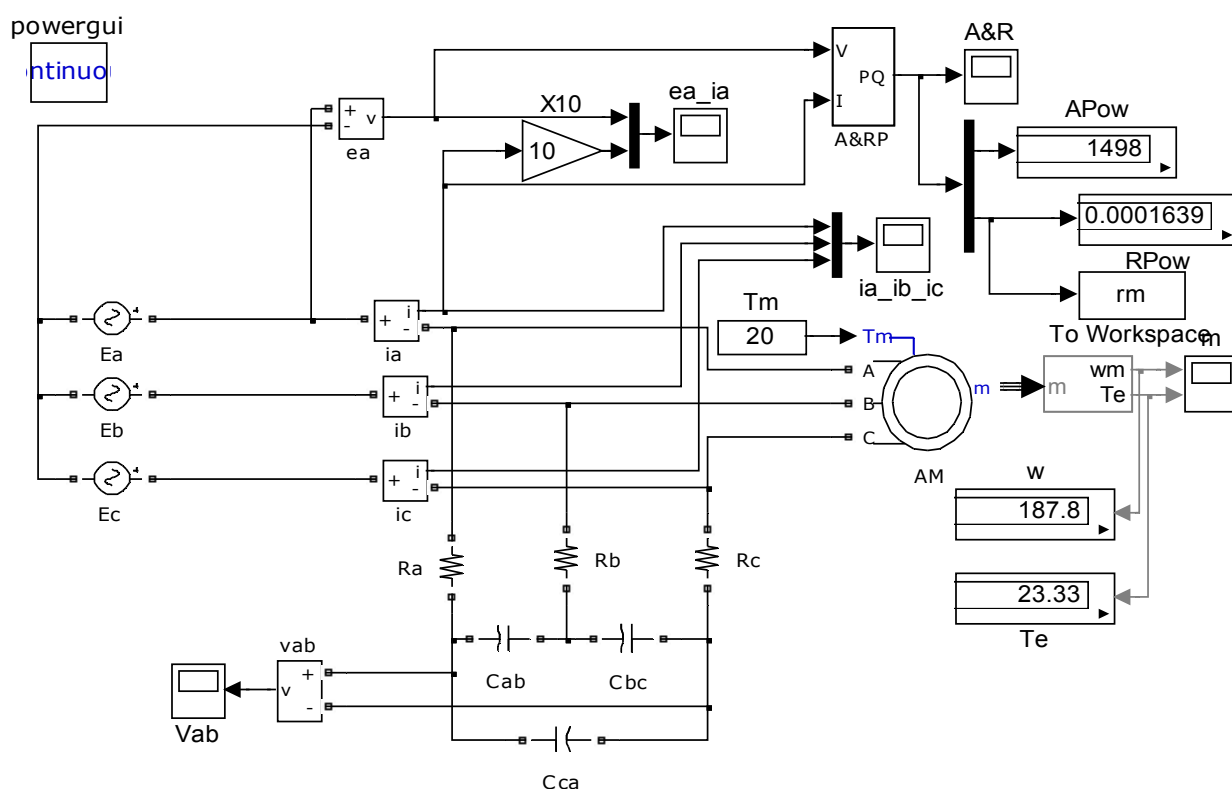 powergui
ntinuou
A&R
V
PQ
I
A&RP
ea_ia
X10
10
+
-
v
ea
APow
1498
0.0001639
RPow
rm
To Workspace
ia_ib_ic
Tm
20
Tm
A
B
C
m
AM
m
wm
Te
m
Ea
+
i
-
ia
Eb
+
i
-
ib
Ec
+
i
-
ic
w
187.8
23.33
Te
Ra
Rb
Rc
Cab
Cbc
vab
+
v
-
Vab
Cca